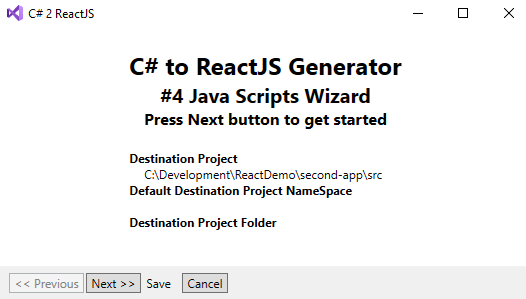 C# 2 ReactJS
C# to ReactJS Generator
#4 Java Scripts Wizard
Press Next button to get started
Destination Project
C:\Development\ReactDemo\second-app\src
Default Destination Project NameSpace
Destination Project Folder
<< Previous Next >> Save Cancel